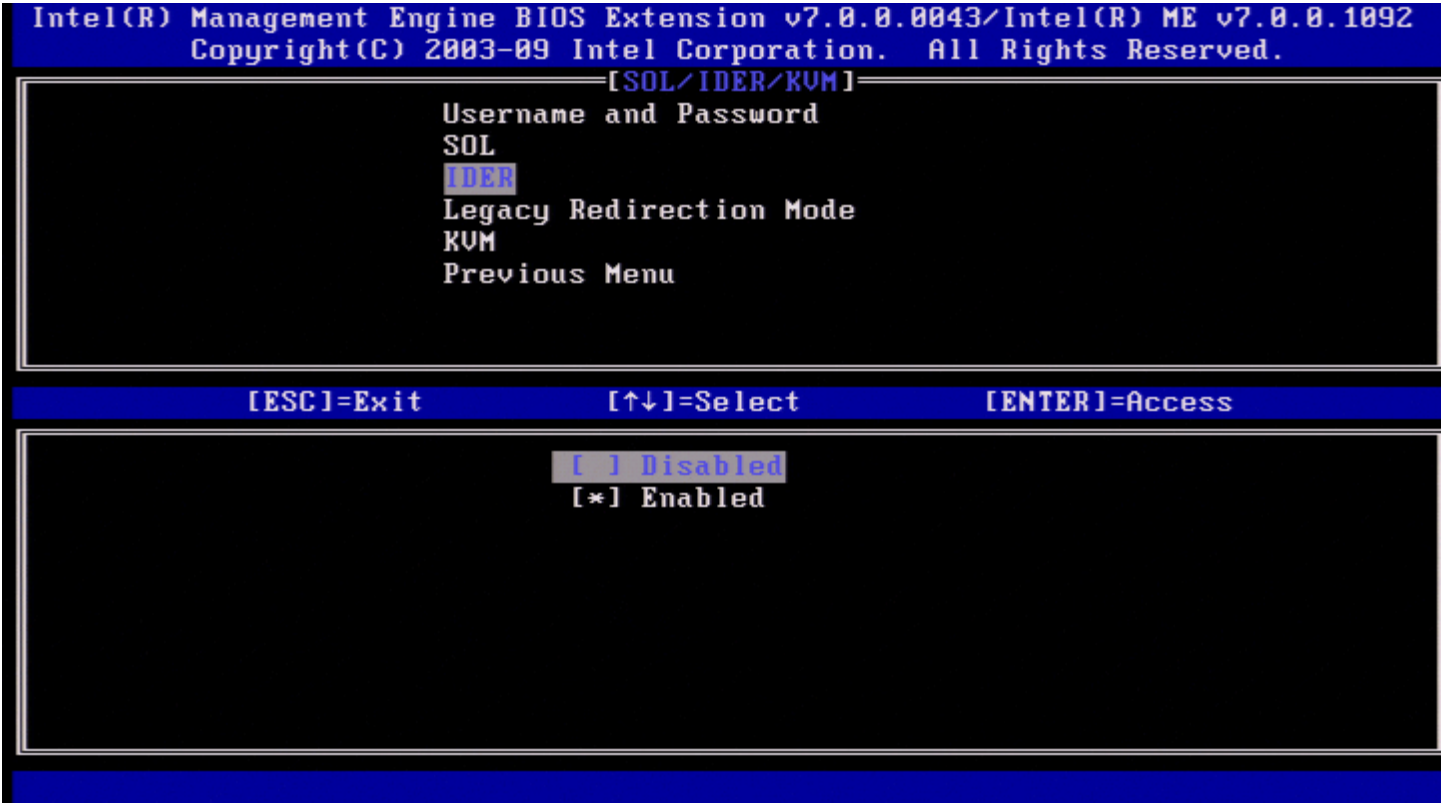 Intel(R) Management Engine BIOS Extension v7.0.0.0043/Intel(R) ME v7.0.0.1092
Copyright(C) 2003-09 Intel Corporation. All Rights Reserved.
[SOL/IDER/KVM]
Username and Password
SOL
IDER
Legacy Redirection Mode
KVM
Previous Menu
[ESC]=Exit [↑↓]=Select [ENTER]=Access
[ ] Disabled
[*] Enabled